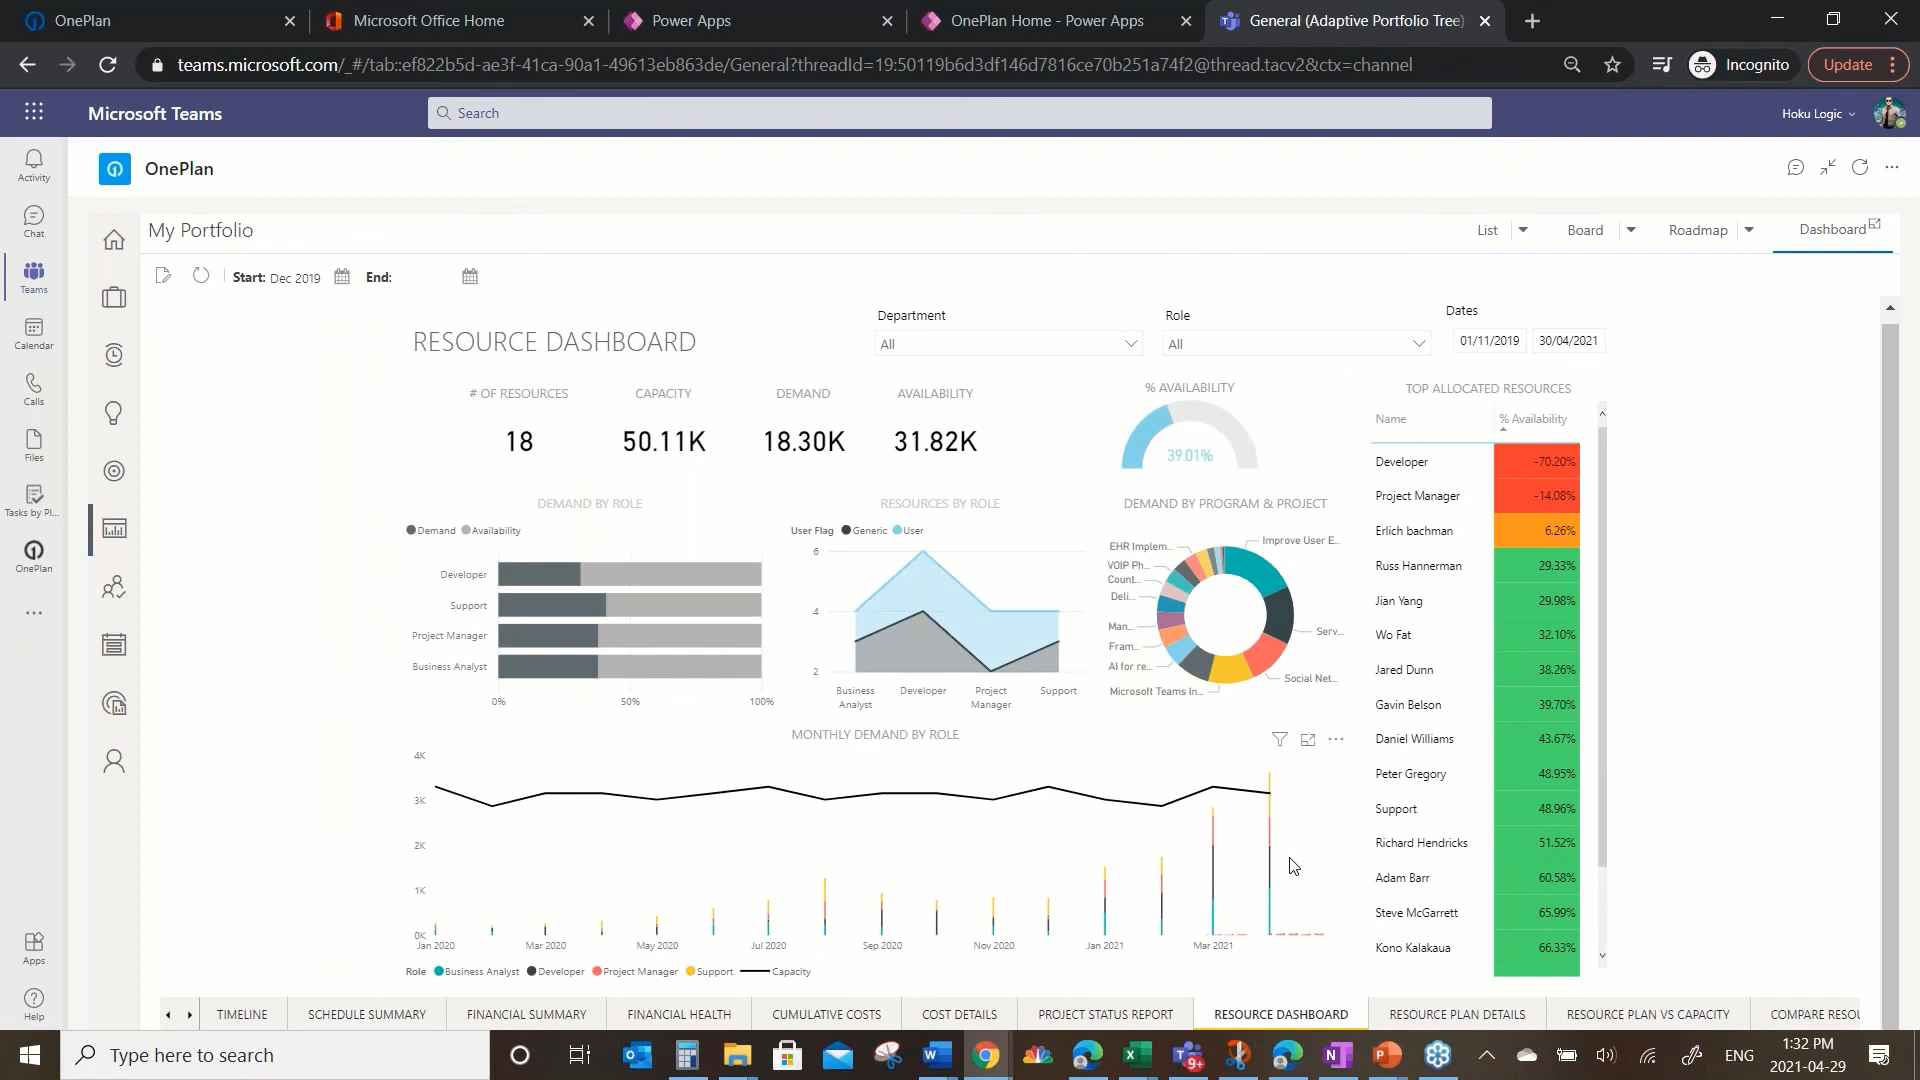 OnePlan
Microsoft Office Home
Power Apps
OnePlan Home - Power Apps
General (Adaptive Portfolio Tree)
teams.microsoft.com/_#/tab::ef822b5d-ae3f-41ca-90a1-49613eb863de/General?threadId=19:50119b6d3df146d7816ce70b251a74f2@thread.tacv2&ctx=channel
Incognito
Update
Microsoft Teams
Search
Hoku Logic
Activity
Chat
Teams
Calendar
Calls
Files
Tasks by Pl...
OnePlan
Apps
Help
OnePlan
My Portfolio
List
Board
Roadmap
Dashboard
Start: Dec 2019
End:
RESOURCE DASHBOARD
Department
All
Role
All
Dates
01/11/2019
30/04/2021
# OF RESOURCES
18
CAPACITY
50.11K
DEMAND
18.30K
AVAILABILITY
31.82K
% AVAILABILITY
39.01%
TOP ALLOCATED RESOURCES
Name % Availability
Developer -70.20%
Project Manager -14.08%
Erlich bachman 6.26%
Russ Hannerman 29.33%
Jian Yang 29.98%
Wo Fat 32.10%
Jared Dunn 38.26%
Gavin Belson 39.70%
Daniel Williams 43.67%
Peter Gregory 48.95%
Support 48.96%
Richard Hendricks 51.52%
Adam Barr 60.58%
Steve McGarrett 65.99%
Kono Kalakaua 66.33%
DEMAND BY ROLE
Demand Availability
Developer
Support
Project Manager
Business Analyst
0% 50% 100%
RESOURCES BY ROLE
User Flag Generic User
6
4
2
Business Analyst
Developer
Project Manager
Support
DEMAND BY PROGRAM & PROJECT
Improve User E...
Serv...
Social Net...
Microsoft Teams In...
AI for re...
Fram...
Man...
Deli...
Count...
VOIP Ph...
EHR Implem...
MONTHLY DEMAND BY ROLE
4K
3K
2K
1K
0K
Jan 2020 Mar 2020 May 2020 Jul 2020 Sep 2020 Nov 2020 Jan 2021 Mar 2021
Role Business Analyst Developer Project Manager Support Capacity
TIMELINE
SCHEDULE SUMMARY
FINANCIAL SUMMARY
FINANCIAL HEALTH
CUMULATIVE COSTS
COST DETAILS
PROJECT STATUS REPORT
RESOURCE DASHBOARD
RESOURCE PLAN DETAILS
RESOURCE PLAN VS CAPACITY
COMPARE RESOU
Type here to search
9+
ENG
1:32 PM
2021-04-29